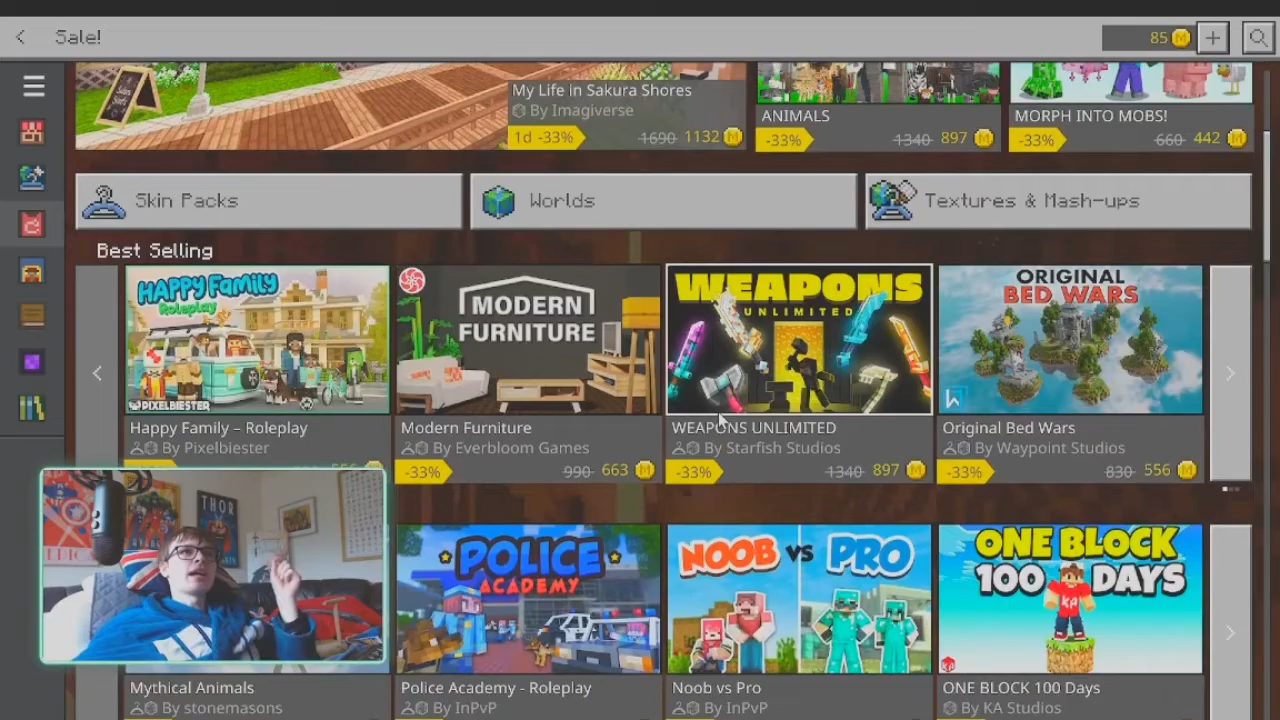 Sale!
85
My Life in Sakura Shores
By Imagiverse
1d -33%
1690 1132
ANIMALS
-33%
1340 897
MORPH INTO MOBS!
-33%
660 442
Skin Packs
Worlds
Textures & Mash-ups
Best Selling
HAPPY FAMILY
Roleplay
PIXELBIESTER
MODERN
FURNITURE
WEAPONS
UNLIMITED
ORIGINAL
BED WARS
Happy Family – Roleplay
By Pixelbiester
Modern Furniture
By Everbloom Games
-33%
990 663
WEAPONS UNLIMITED
By Starfish Studios
-33%
1340 897
Original Bed Wars
By Waypoint Studios
-33%
830 556
THOR
POLICE
ACADEMY
NOOB VS PRO
ONE BLOCK
100 DAYS
KA
Mythical Animals
By stonemasons
Police Academy - Roleplay
By InPvP
Noob vs Pro
By InPvP
ONE BLOCK 100 Days
By KA Studios